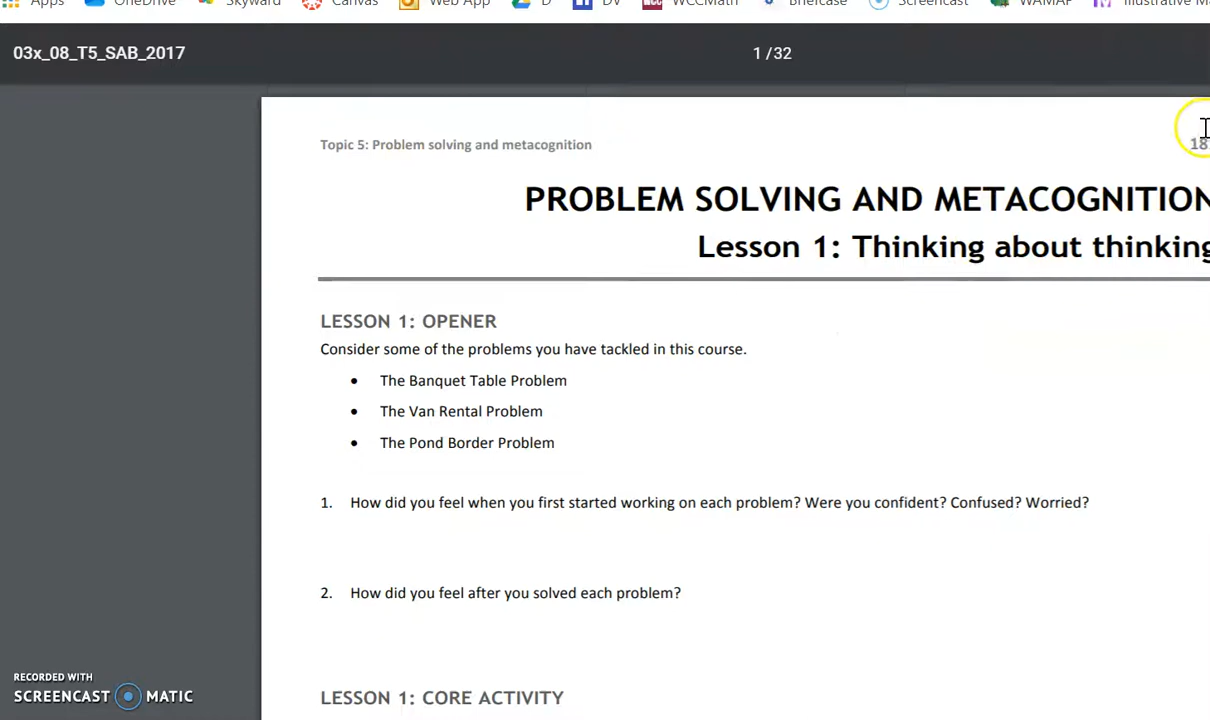 Apps OneDrive Skyward Canvas Web App D DV WCCMath Briefcase Screencast WAMAP Illustrative
03x_08_T5_SAB_2017
1 /32
Topic 5: Problem solving and metacognition
PROBLEM SOLVING AND METACOGNITION
Lesson 1: Thinking about thinking
LESSON 1: OPENER
Consider some of the problems you have tackled in this course.
• The Banquet Table Problem
• The Van Rental Problem
• The Pond Border Problem
1. How did you feel when you first started working on each problem? Were you confident? Confused? Worried?
2. How did you feel after you solved each problem?
RECORDED WITH
SCREENCAST MATIC
LESSON 1: CORE ACTIVITY